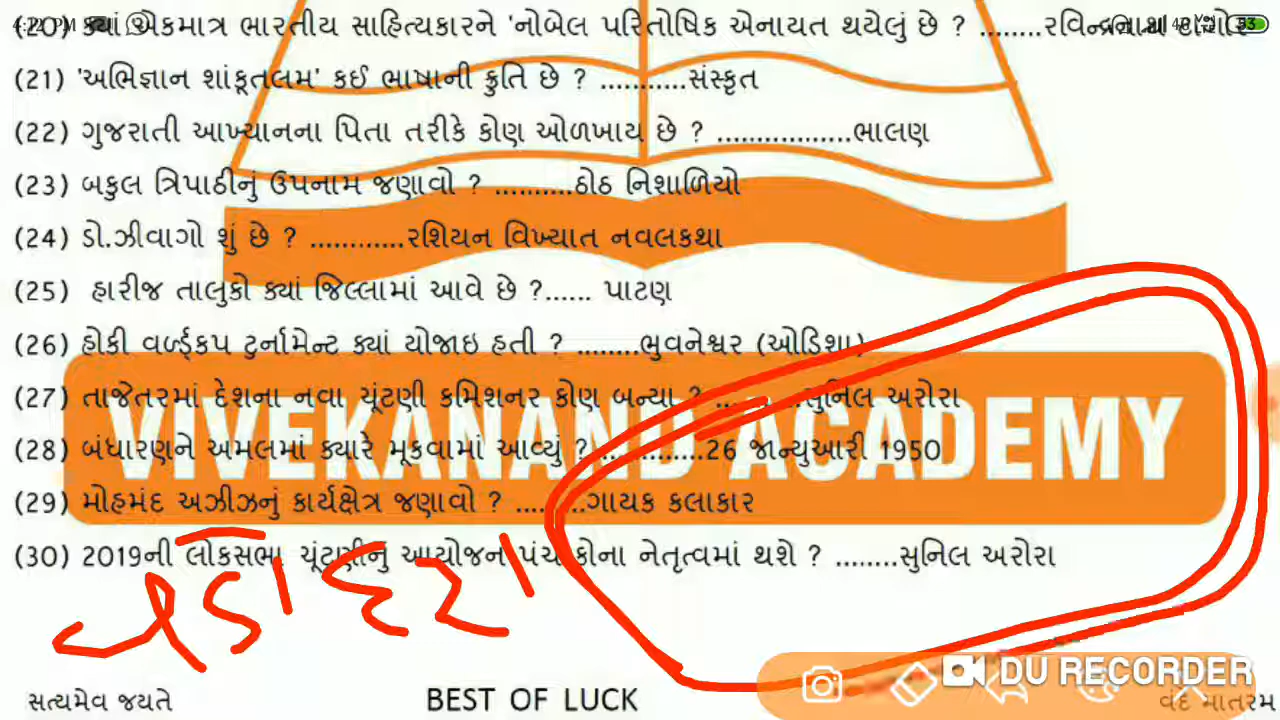 (20) ક્યાં એકમાત્ર ભારતીય સાહિત્યકારને 'નોબેલ પરિતોષિક એનાયત થયેલું છે ? ........રવિન્દ્રનાથ ટાગોર
(21) 'અભિજ્ઞાન શાંકૂતલમ' કઈ ભાષાની ક્રુતિ છે ? ...........સંસ્કૃત
(22) ગુજરાતી આખ્યાનના પિતા તરીકે કોણ ઓળખાય છે ? .................ભાલણ
(23) બકુલ ત્રિપાઠીનું ઉપનામ જણાવો ? ..........ઠોઠ નિશાળિયો
(24) ડો.ઝીવાગો શું છે ? ............રશિયન વિખ્યાત નવલકથા
(25) હારીજ તાલુકો ક્યાં જિલ્લામાં આવે છે ?...... પાટણ
(26) હોકી વર્લ્ડકપ ટુર્નામેન્ટ ક્યાં યોજાઇ હતી ? ........ભુવનેશ્વર (ઓડિશા)
(27) તાજેતરમાં દેશના નવા ચૂંટણી કમિશનર કોણ બન્યા ? ...........સુનિલ અરોરા
VIVEKANAND ACADEMY
(28) બંધારણને અમલમાં ક્યારે મૂકવામાં આવ્યું ? .............26 જાન્યુઆરી 1950
(29) મોહમંદ અઝીઝનું કાર્યક્ષેત્ર જણાવો ? .........ગાયક કલાકાર
(30) 2019ની લોકસભા ચૂંટણીનું આયોજન પંચ કોના નેતૃત્વમાં થશે ? ........સુનિલ અરોરા
DU RECORDER
સત્યમેવ જયતે BEST OF LUCK વંદે માતરમ